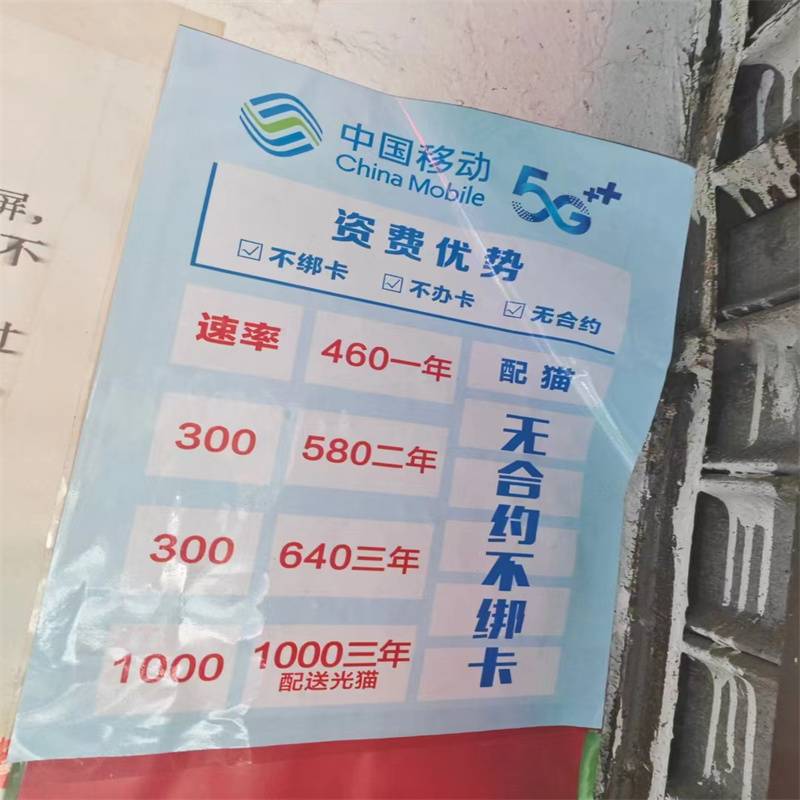 中国移动
China Mobile
5G++
资费优势
☑不绑卡 ☑不办卡 ☑无合约
速率 460一年 配猫
300 580二年
300 640三年
1000 1000三年
配送光猫
无合约不绑卡
屏,
不